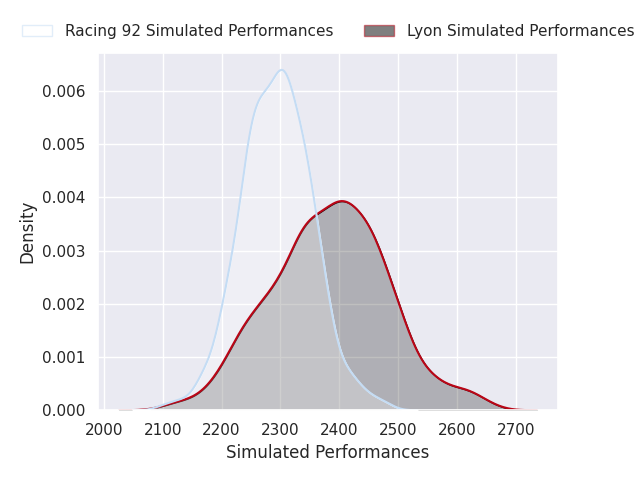 Racing 92 Simulated Performances Lyon Simulated Performances
0.006
0.005
0.004
0.003
0.002
0.001
0.000
Density
2000 2100 2200 2300 2400 2500 2600 2700
Simulated Performances